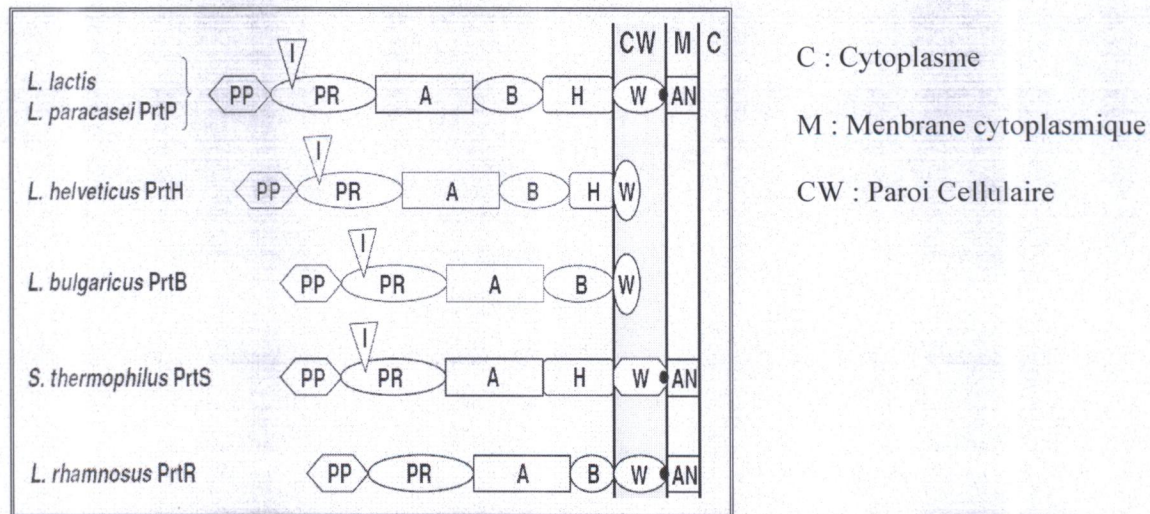 CW M C
I
L. lactis
L. paracasei PrtP
PP PR A B H W AN
I
L. helveticus PrtH PP PR A B H W
I
L. bulgaricus PrtB PP PR A B W
I
S. thermophilus PrtS PP PR A H W AN
L. rhamnosus PrtR PP PR A B W AN
C : Cytoplasme
M : Menbrane cytoplasmique
CW : Paroi Cellulaire